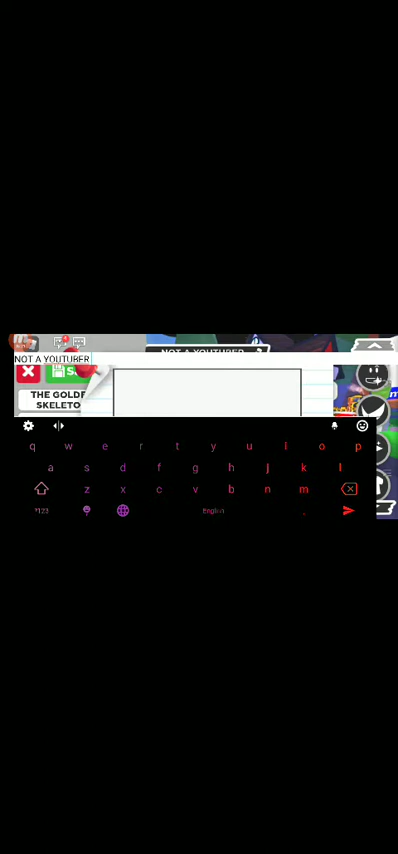 NOT A YOUTUBER
NOT A YOUTUBER
THE GOLDE
SKELETO
q w e r t y u i o p
a s d f g h j k l
z x c v b n m
English .